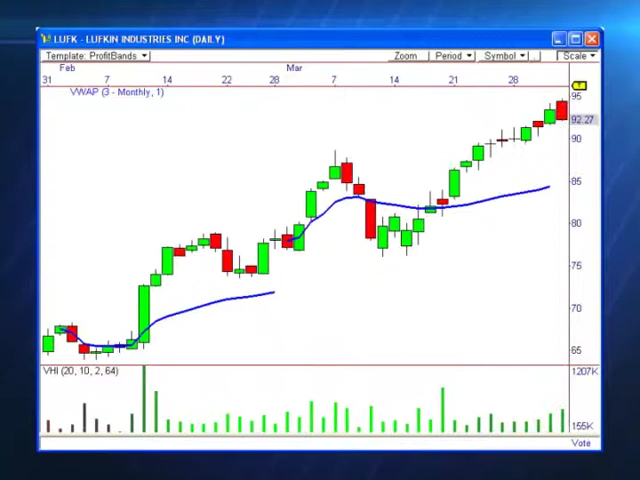 LUFK - LUFKIN INDUSTRIES INC (DAILY)
Template: ProfitBands Zoom Period Symbol . Scale
Feb Mar
31 7 14 22 28 7 14 21 28
VWAP (3 - Monthly, 1)
95
92.27
90
85
80
75
70
65
VHI (20, 10, 2, 64)
1207K
155K
Vote